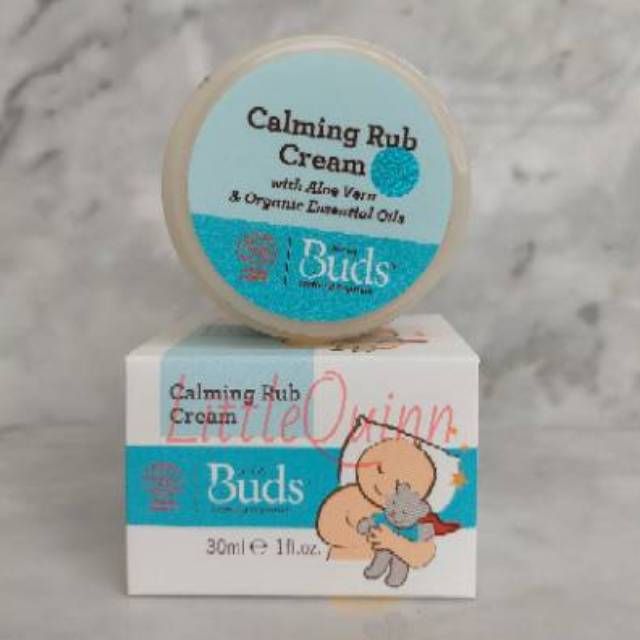 Calming Rub
Cream
with Aloe Vera
& Organic Essential Oils
Buds
Calming Rub
Cream
LittleQuinn
Buds
30ml ℮ 1fl.oz.